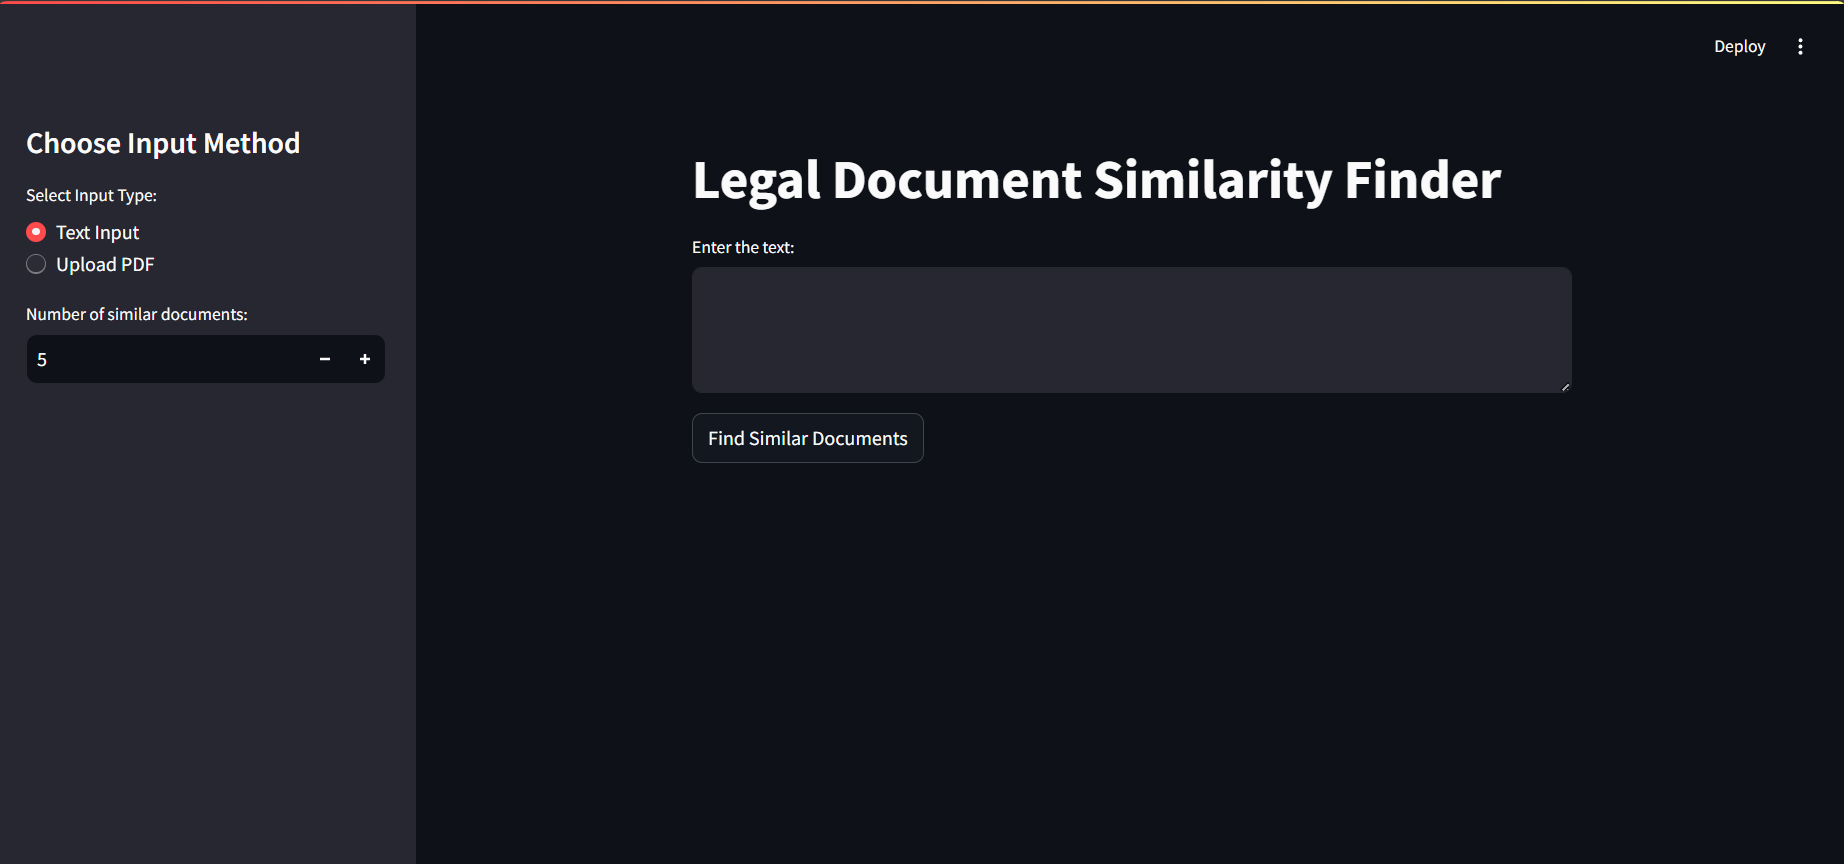 Deploy
Choose Input Method
Select Input Type:
Text Input
Upload PDF
Number of similar documents:
5
Legal Document Similarity Finder
Enter the text:
Find Similar Documents